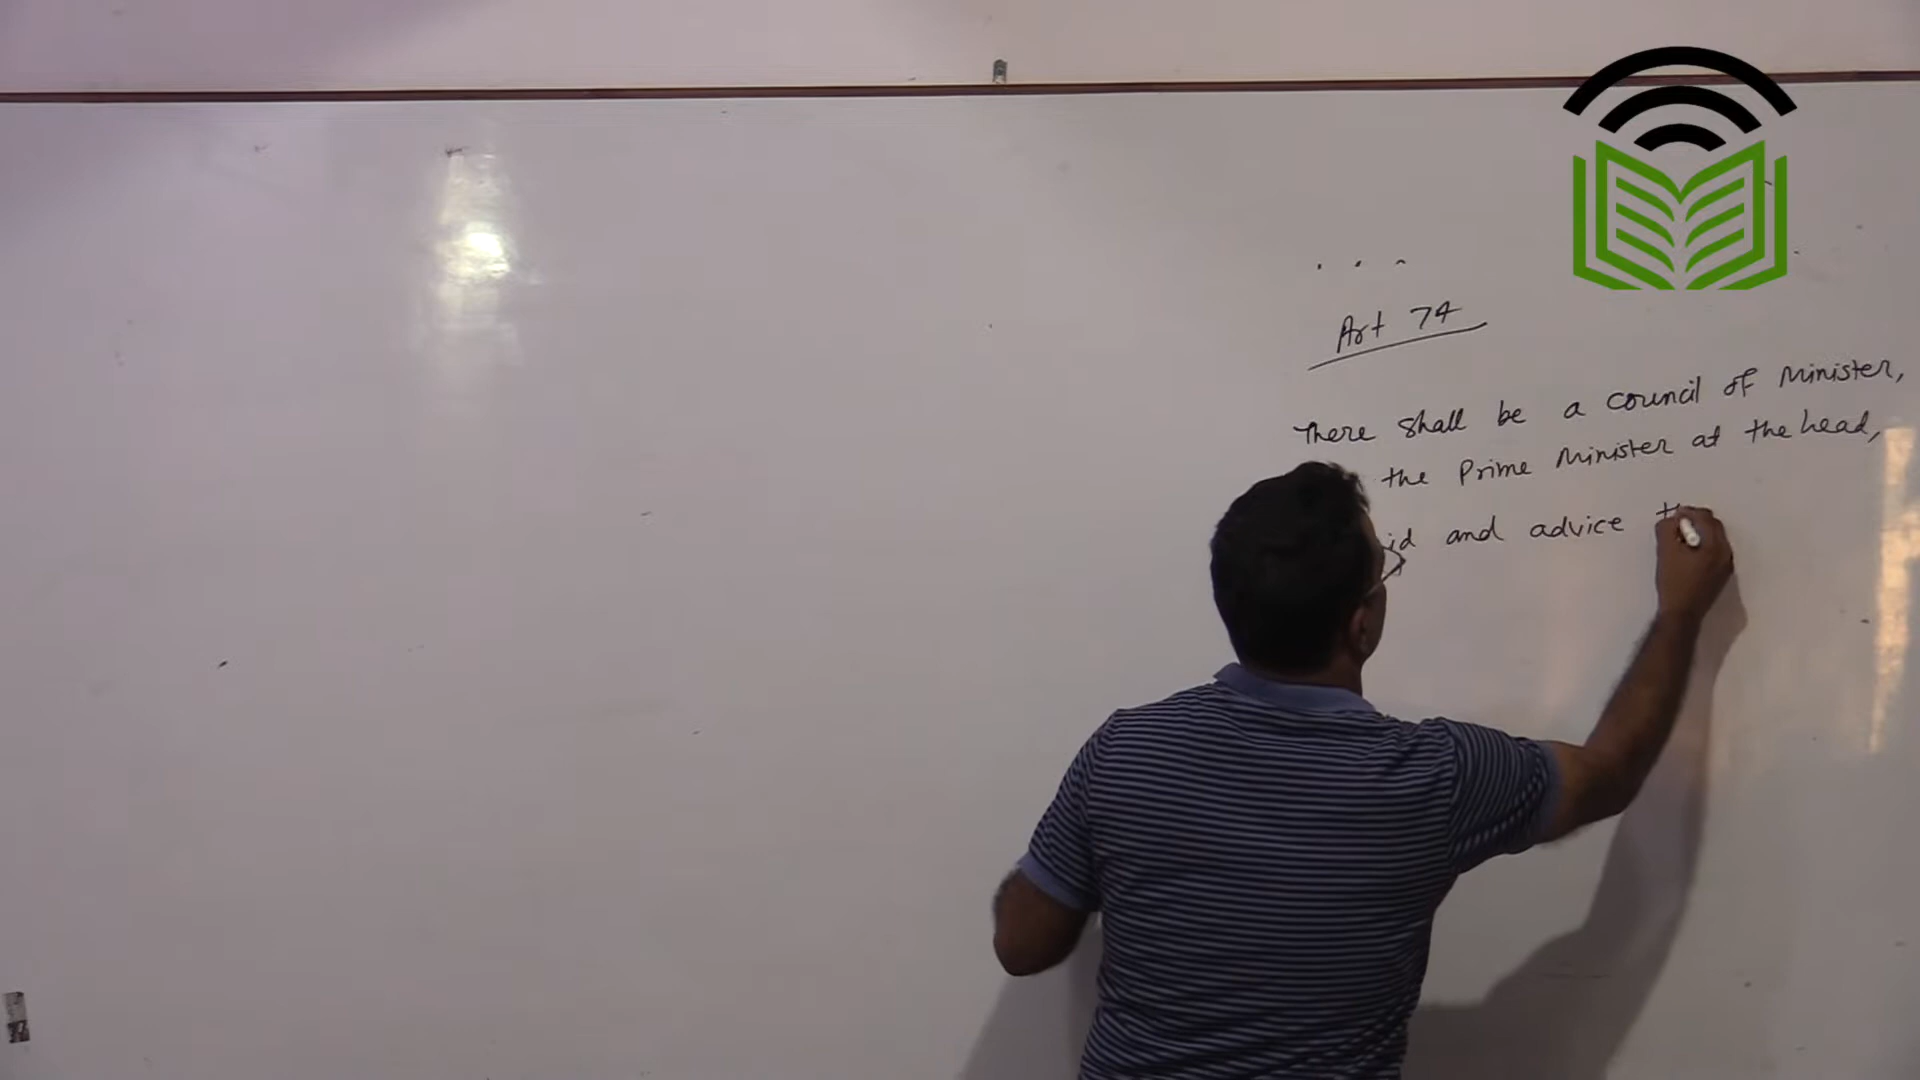 Art 74
There shall be a council of Minister,
the Prime Minister at the head,
and advice